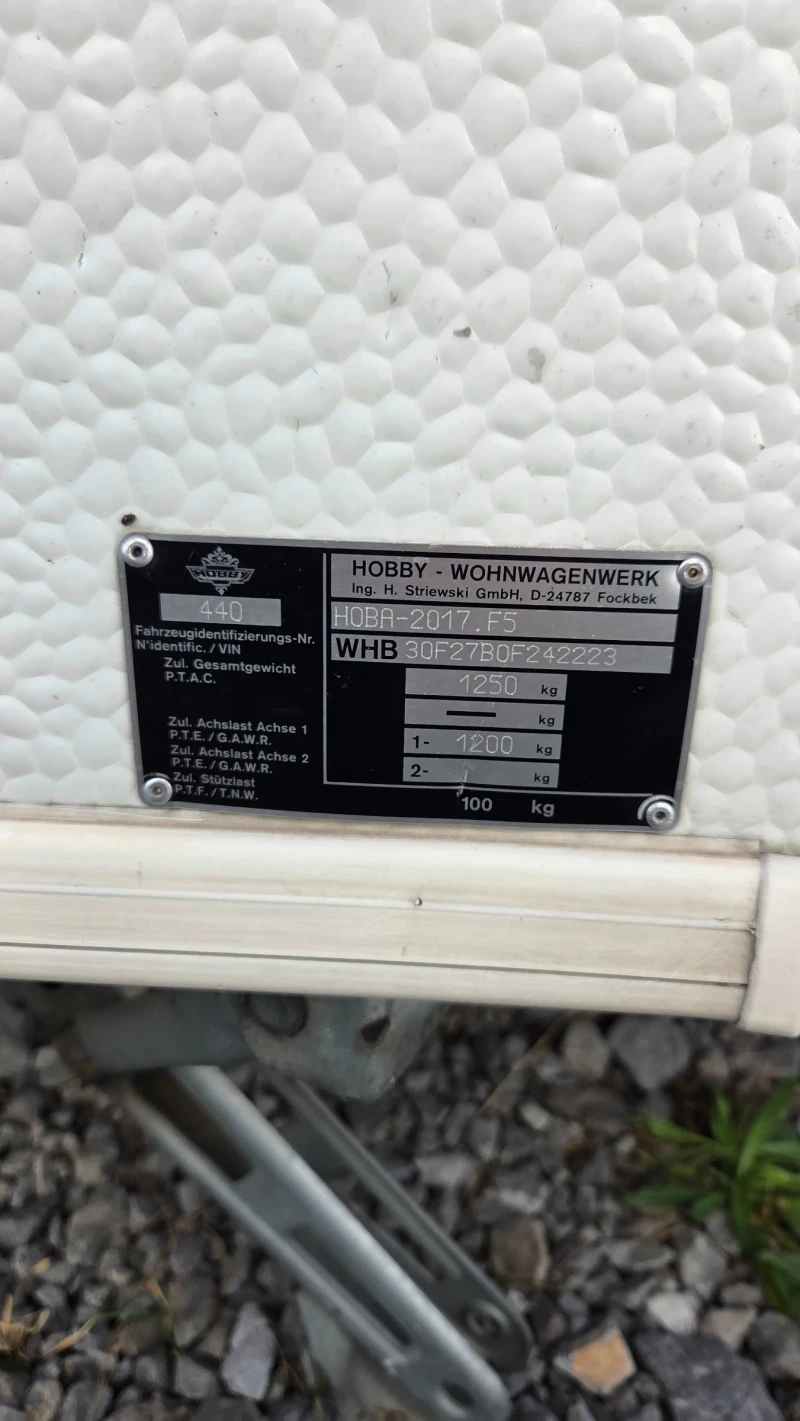 HOBBY
440
HOBBY - WOHNWAGENWERK
Ing. H. Striewski GmbH, D-24787 Fockbek
HOBA-2017.F5
Fahrzeugidentifizierungs-Nr.
N'identific./VIN
WHB 30F27B0F242223
Zul. Gesamtgewicht
P.T.A.C.
1250 kg
— kg
Zul. Achslast Achse 1
P.T.E./G.A.W.R.
1- 1200 kg
Zul. Achslast Achse 2
P.T.E./G.A.W.R.
2- kg
Zul. Stützlast
P.T.F./T.N.W.
100 kg